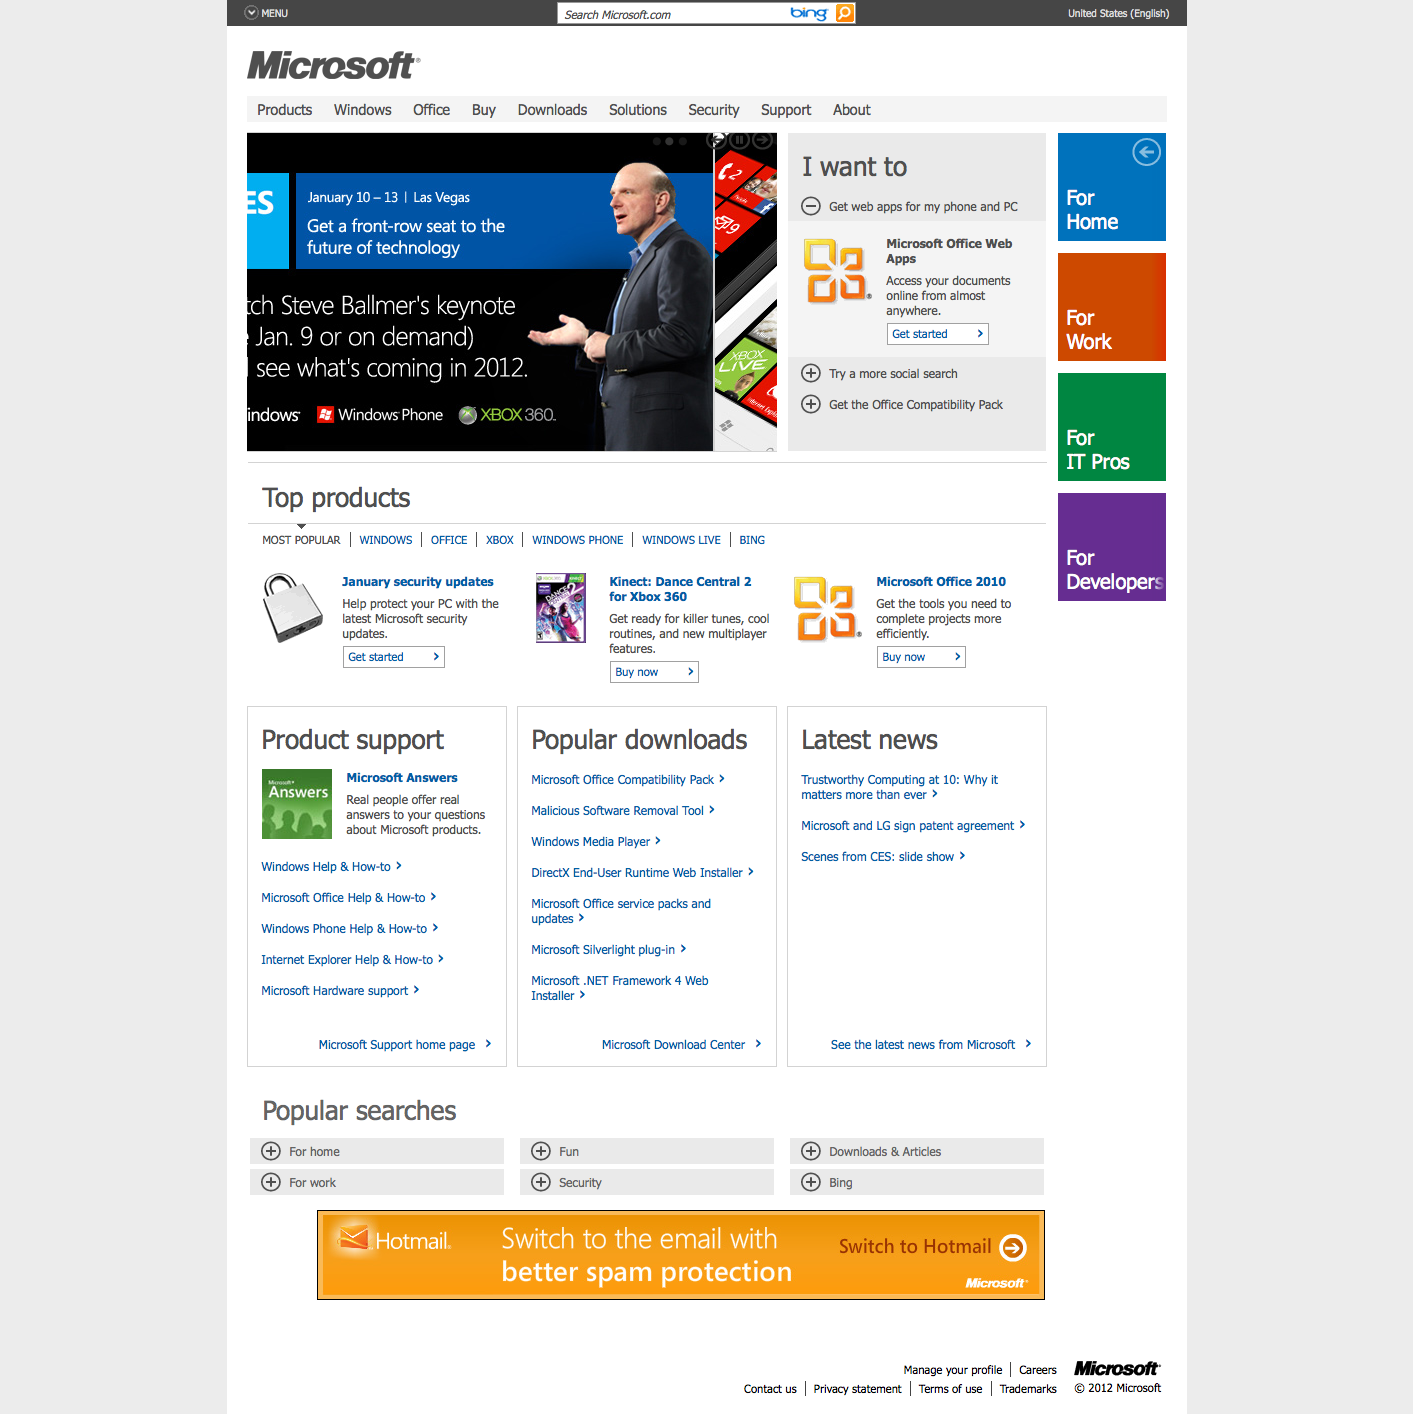 MENU
Search Microsoft.com
bing
United States (English)
Microsoft®
Products Windows Office Buy Downloads Solutions Security Support About
ES
January 10 – 13 | Las Vegas
Get a front-row seat to the
future of technology
tch Steve Ballmer's keynote
Jan. 9 or on demand)
see what's coming in 2012.
indows® Windows Phone XBOX 360
2
9
XBOX
LIVE
I want to
Get web apps for my phone and PC
Microsoft Office Web
Apps
Access your documents
online from almost
anywhere.
Get started
Try a more social search
Get the Office Compatibility Pack
For
Home
For
Work
For
IT Pros
For
Developers
Top products
MOST POPULAR | WINDOWS | OFFICE | XBOX | WINDOWS PHONE | WINDOWS LIVE | BING
January security updates
Help protect your PC with the
latest Microsoft security
updates.
Get started
Kinect: Dance Central 2
for Xbox 360
Get ready for killer tunes, cool
routines, and new multiplayer
features.
Buy now
Microsoft Office 2010
Get the tools you need to
complete projects more
efficiently.
Buy now
Product support
Microsoft®
Answers
Microsoft Answers
Real people offer real
answers to your questions
about Microsoft products.
Windows Help & How-to
Microsoft Office Help & How-to
Windows Phone Help & How-to
Internet Explorer Help & How-to
Microsoft Hardware support
Microsoft Support home page
Popular downloads
Microsoft Office Compatibility Pack
Malicious Software Removal Tool
Windows Media Player
DirectX End-User Runtime Web Installer
Microsoft Office service packs and
updates
Microsoft Silverlight plug-in
Microsoft .NET Framework 4 Web
Installer
Microsoft Download Center
Latest news
Trustworthy Computing at 10: Why it
matters more than ever
Microsoft and LG sign patent agreement
Scenes from CES: slide show
See the latest news from Microsoft
Popular searches
For home
Fun
Downloads & Articles
For work
Security
Bing
Hotmail®
Switch to the email with
better spam protection
Switch to Hotmail
Microsoft®
Manage your profile | Careers
Microsoft®
Contact us | Privacy statement | Terms of use | Trademarks
© 2012 Microsoft